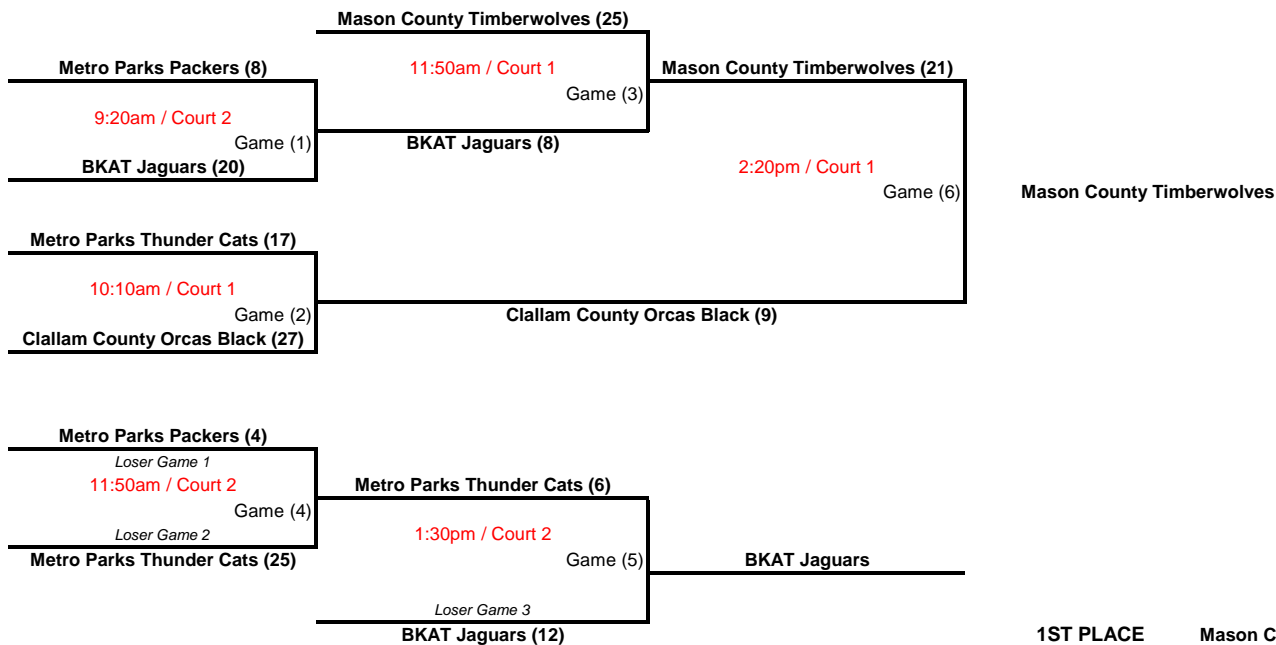 Mason County Timberwolves (25)
Metro Parks Packers (8)
11:50am / Court 1
Mason County Timberwolves (21)
Game (3)
9:20am / Court 2
Game (1)
BKAT Jaguars (8)
BKAT Jaguars (20)
2:20pm / Court 1
Game (6)
Mason County Timberwolves
Metro Parks Thunder Cats (17)
10:10am / Court 1
Game (2)
Clallam County Orcas Black (9)
Clallam County Orcas Black (27)
Metro Parks Packers (4)
Loser Game 1
11:50am / Court 2
Metro Parks Thunder Cats (6)
Game (4)
Loser Game 2
1:30pm / Court 2
Metro Parks Thunder Cats (25)
Game (5)
BKAT Jaguars
Loser Game 3
BKAT Jaguars (12)
1ST PLACE Mason C